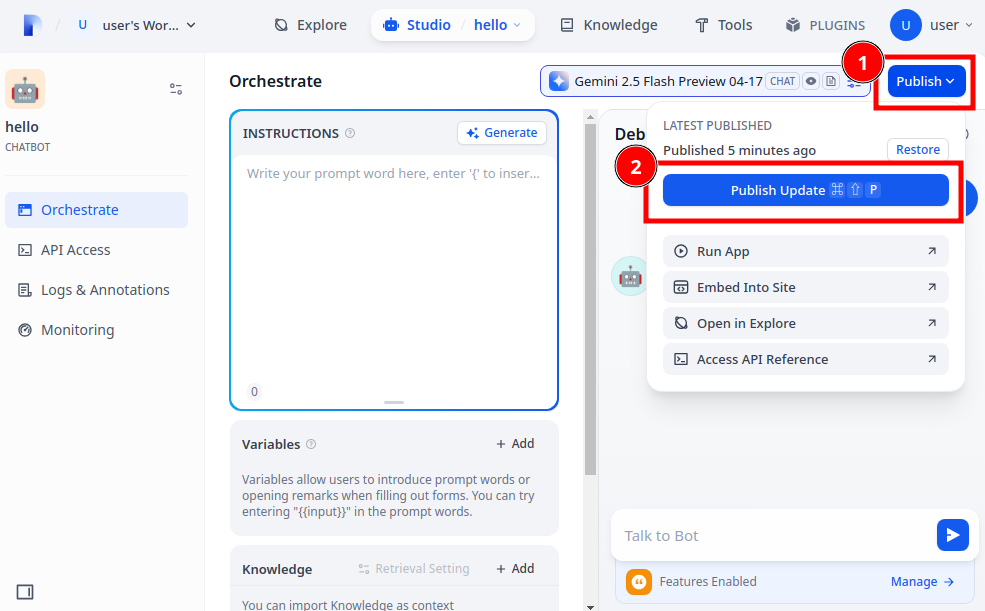 U user's Wor... Explore Studio / hello Knowledge Tools PLUGINS U user
hello
CHATBOT
Orchestrate
API Access
Logs & Annotations
Monitoring
Orchestrate
Gemini 2.5 Flash Preview 04-17 CHAT
1
Publish
INSTRUCTIONS
Generate
Write your prompt word here, enter '{' to inser...
0
Variables
+ Add
Variables allow users to introduce prompt words or
opening remarks when filling out forms. You can try
entering "{{input}}" in the prompt words.
Knowledge
Retrieval Setting
+ Add
You can import Knowledge as context
Deb
LATEST PUBLISHED
Published 5 minutes ago
Restore
2
Publish Update ⌘ ⇧ P
Run App
Embed Into Site
Open in Explore
Access API Reference
Talk to Bot
Features Enabled
Manage →